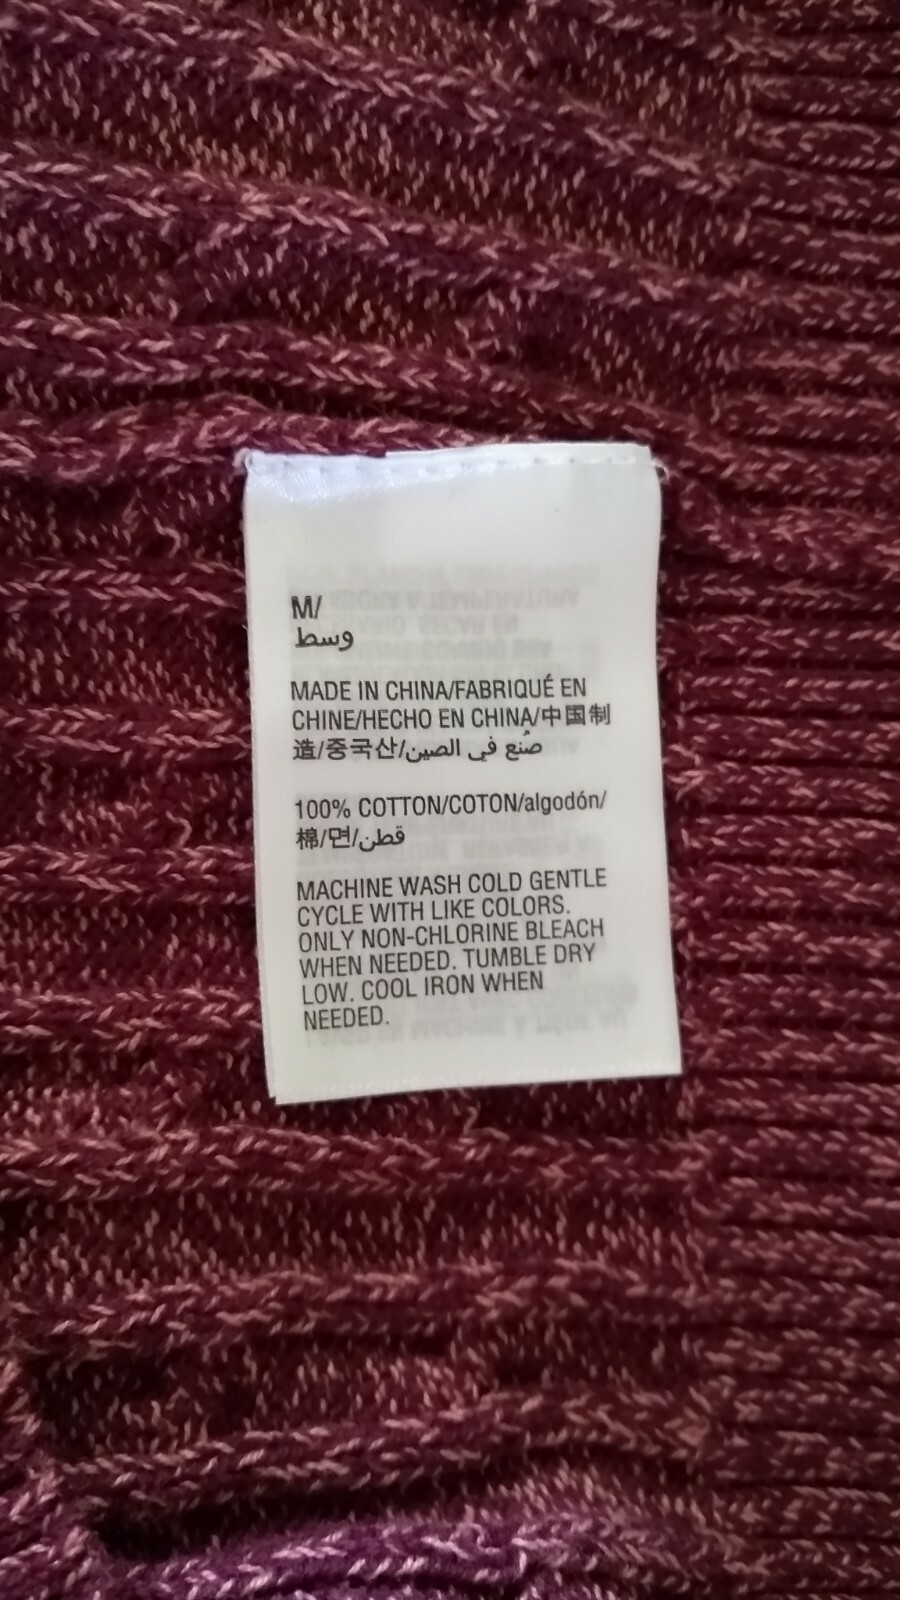 M/
وسط
MADE IN CHINA/FABRIQUÉ EN
CHINE/HECHO EN CHINA/中国制
造/중국산/صُنع في الصين
100% COTTON/COTON/algodón/
棉/면/قطن
MACHINE WASH COLD GENTLE
CYCLE WITH LIKE COLORS.
ONLY NON-CHLORINE BLEACH
WHEN NEEDED. TUMBLE DRY
LOW. COOL IRON WHEN
NEEDED.